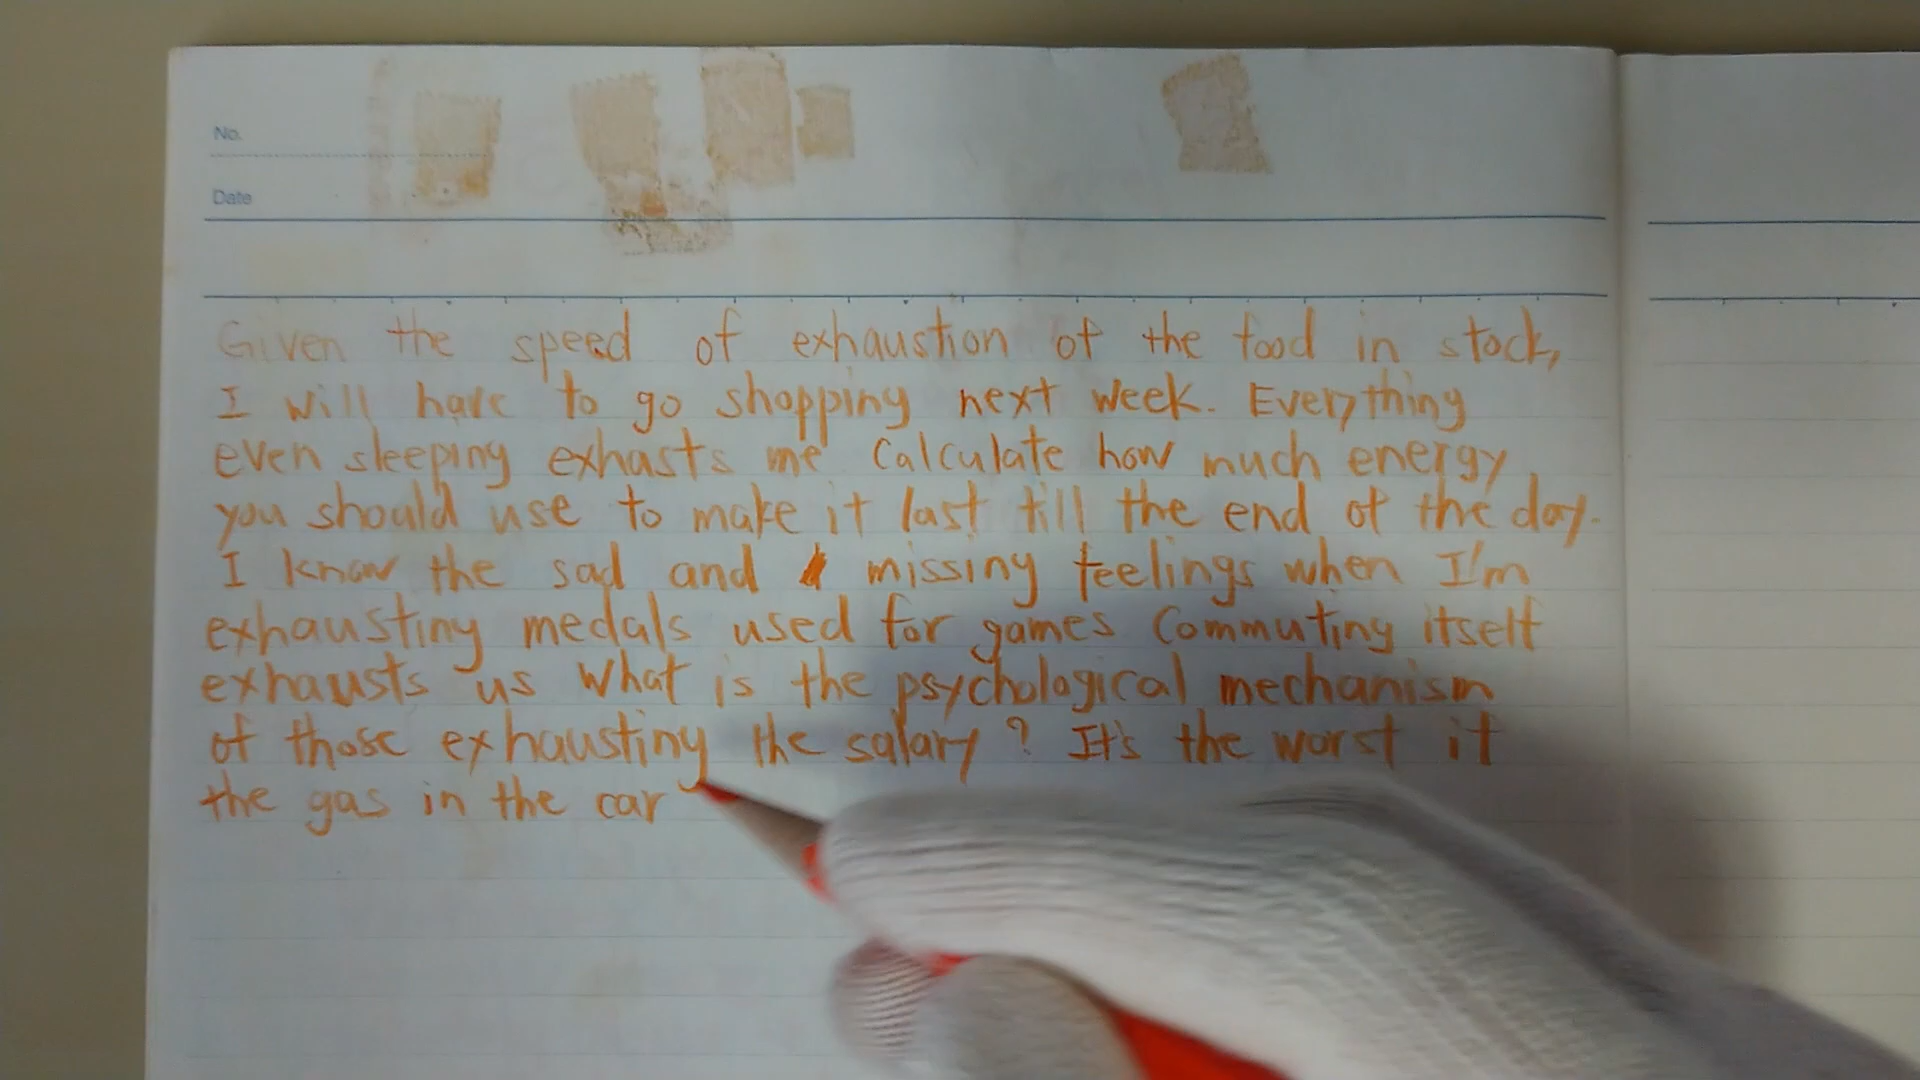 No.
Date
Given the speed of exhaustion of the food in stock,
I will have to go shopping next week. Everything
even sleeping exhasts me Calculate how much energy
you should use to make it last till the end of the day.
I know the sad and missing feelings when I'm
exhausting medals used for games Commuting itself
exhausts us What is the psychological mechanism
of those exhausting the salary? It's the worst if
the gas in the car